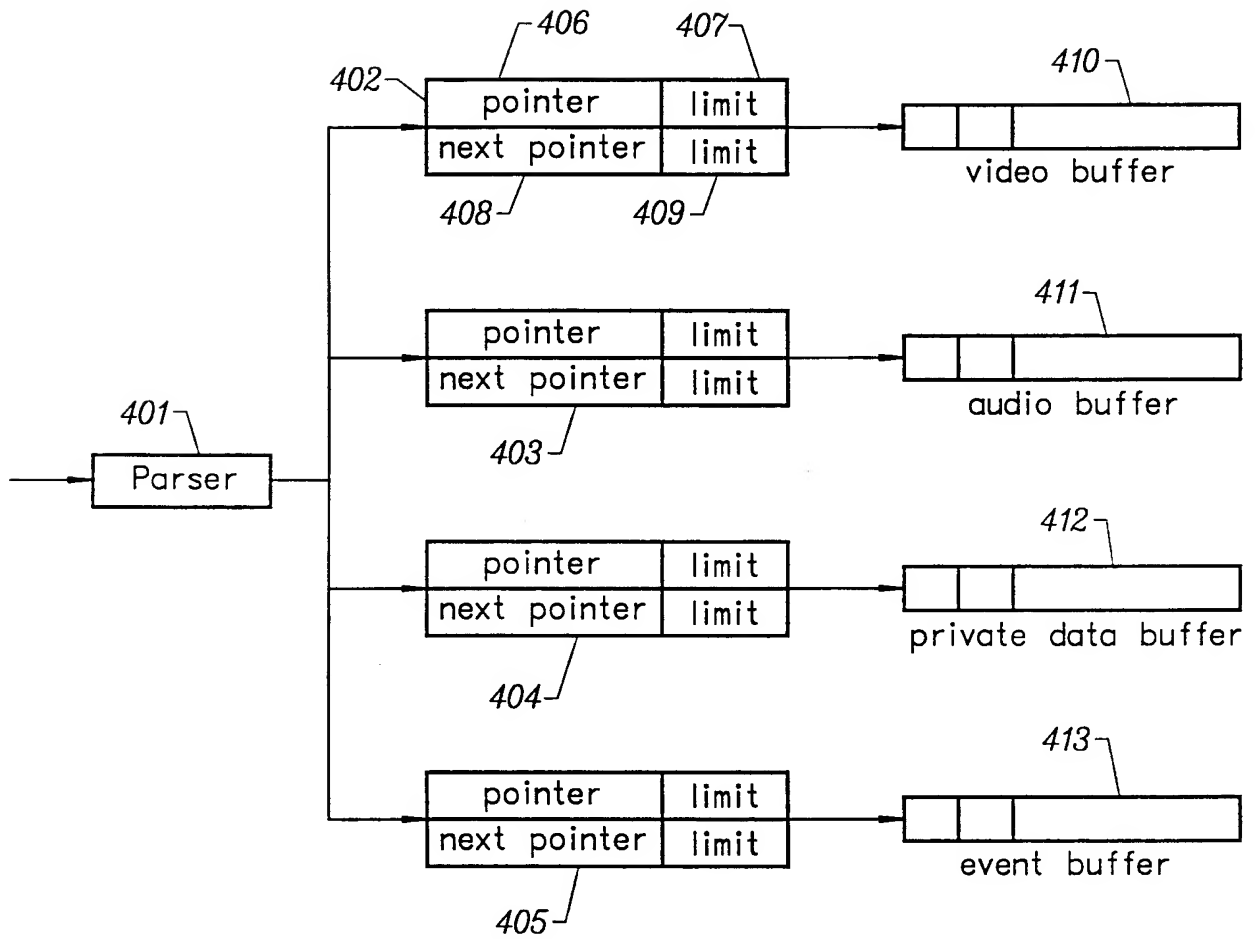 406
407
402
410
pointer limit
next pointer limit
video buffer
408
409
411
pointer limit
next pointer limit
audio buffer
401
403
Parser
412
pointer limit
next pointer limit
private data buffer
404
413
pointer limit
next pointer limit
event buffer
405